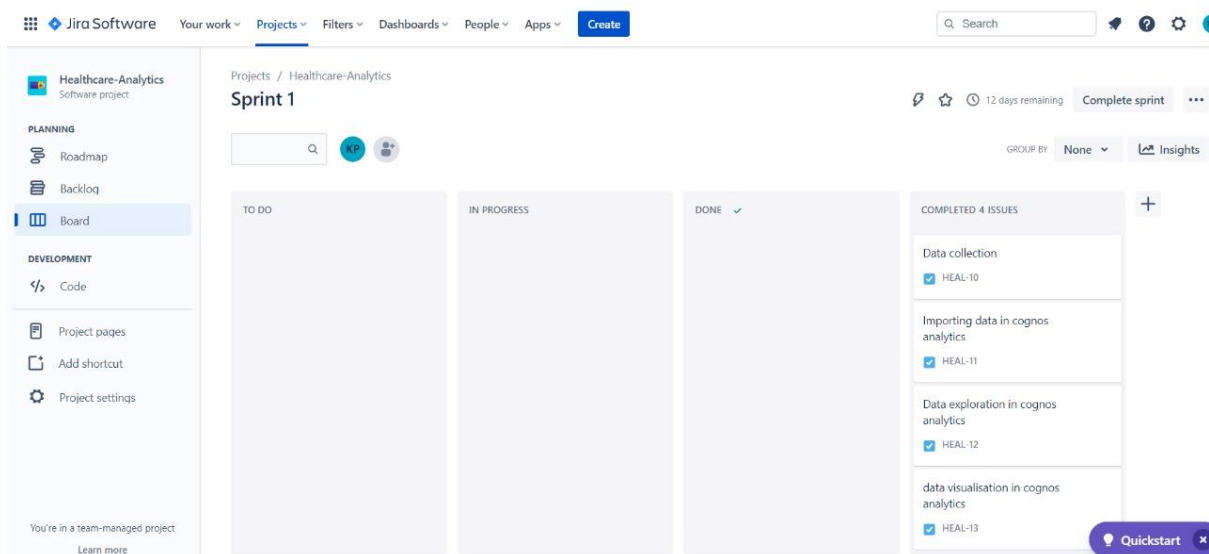 Jira Software
Your work Projects Filters Dashboards People Apps Create
Search
Healthcare-Analytics
Software project
PLANNING
Roadmap
Backlog
Board
DEVELOPMENT
Code
Project pages
Add shortcut
Project settings
You're in a team-managed project
Learn more
Projects / Healthcare-Analytics
Sprint 1
12 days remaining Complete sprint
KP
GROUP BY None Insights
TO DO
IN PROGRESS
DONE
COMPLETED 4 ISSUES
Data collection
HEAL-10
Importing data in cognos
analytics
HEAL-11
Data exploration in cognos
analytics
HEAL-12
data visualisation in cognos
analytics
HEAL-13
Quickstart